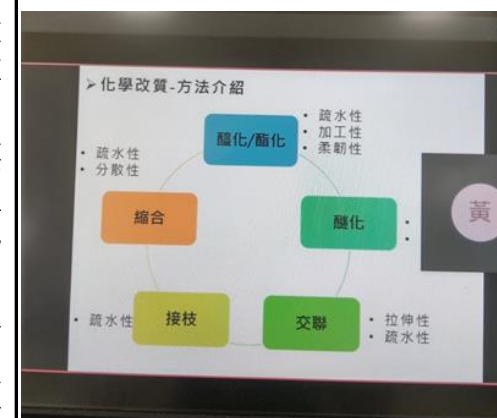 ➢化學改質-方法介紹
醯化/酯化
• 疏水性
• 加工性
• 柔韌性
• 疏水性
• 分散性
縮合
醚化
•
•
黃
• 疏水性
接枝
交聯
• 拉伸性
• 疏水性